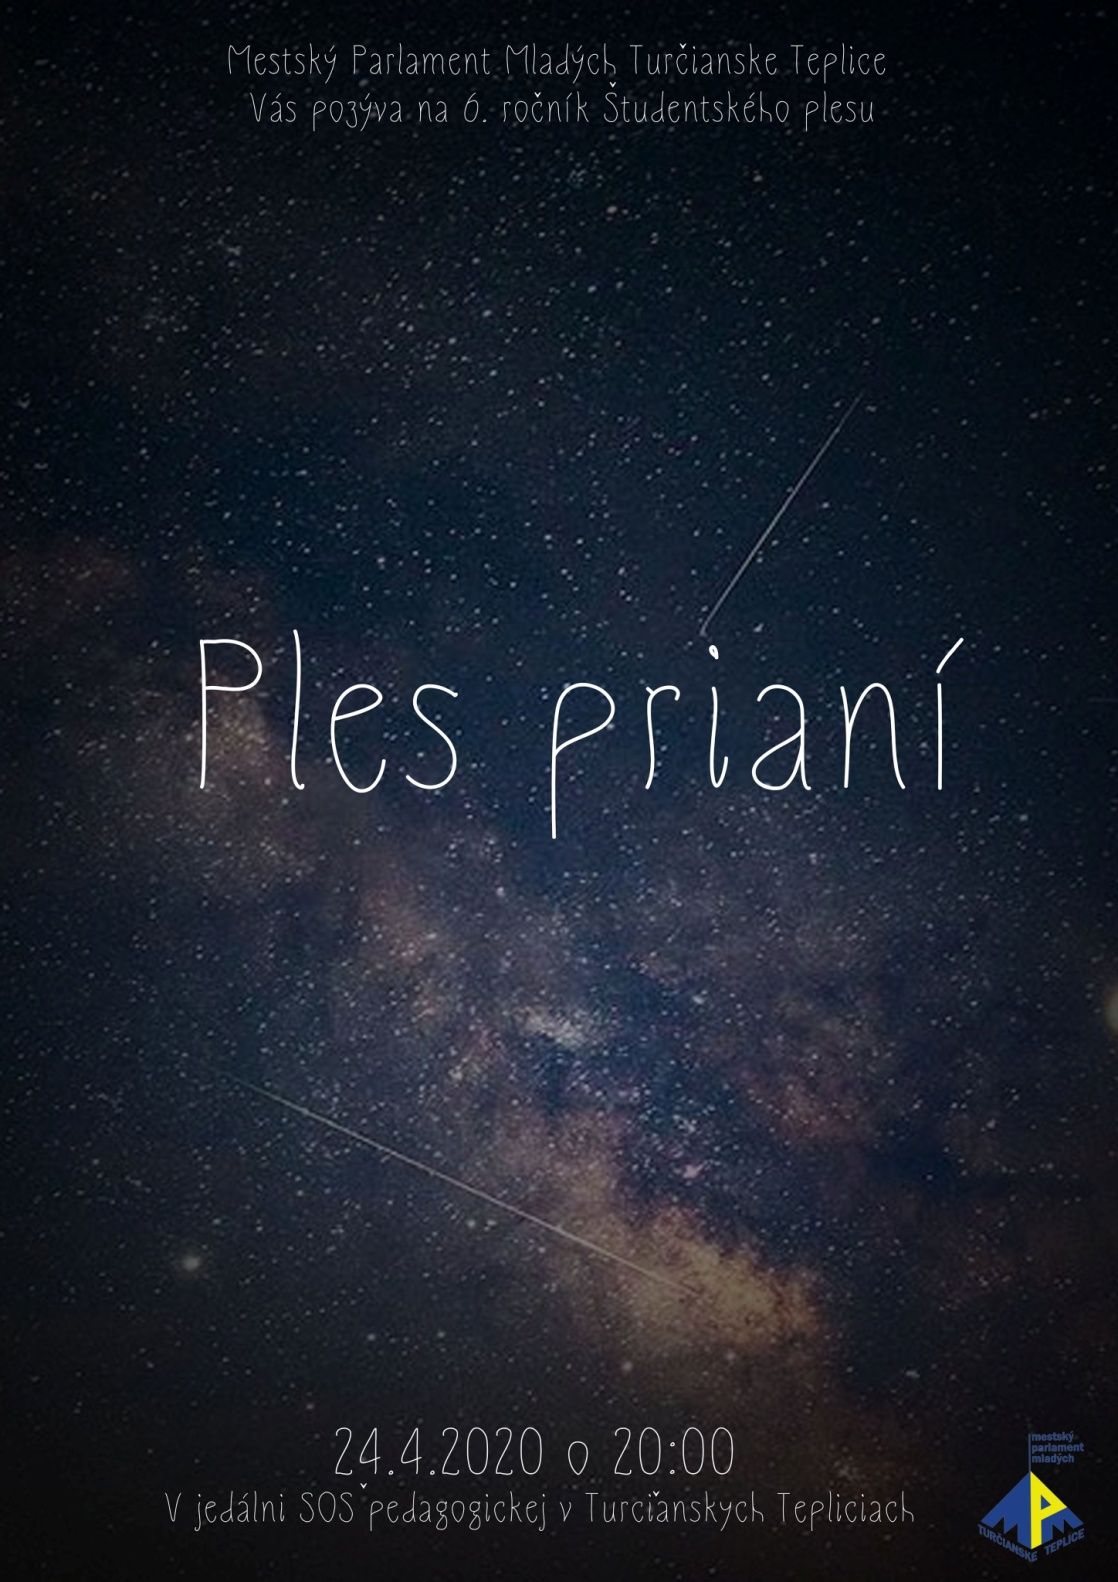 Mestský Parlament Mladých Turčianske Teplice
Vás pozýva na 6. ročník Študentského plesu
Ples prianí
24.4.2020 o 20:00
V jedálni SOŠ pedagogickej v Turčianskych Tepliciach
mestský
parlament
mladých
MPM
TURČIANSKE TEPLICE